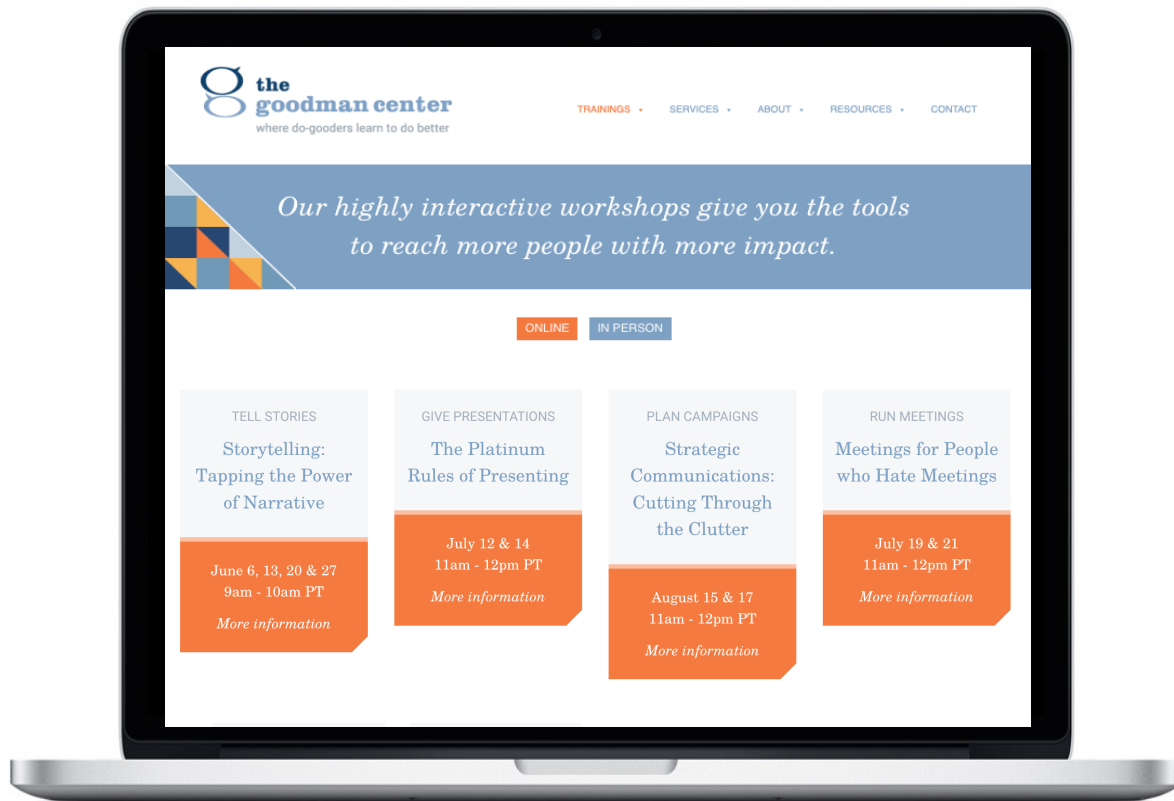 the
goodman center
where do-gooders learn to do better
TRAININGS
SERVICES
ABOUT
RESOURCES
CONTACT
Our highly interactive workshops give you the tools
to reach more people with more impact.
ONLINE
IN PERSON
TELL STORIES
Storytelling:
Tapping the Power
of Narrative
June 6, 13, 20 & 27
9am - 10am PT
More information
GIVE PRESENTATIONS
The Platinum
Rules of Presenting
July 12 & 14
11am - 12pm PT
More information
PLAN CAMPAIGNS
Strategic
Communications:
Cutting Through
the Clutter
August 15 & 17
11am - 12pm PT
More information
RUN MEETINGS
Meetings for People
who Hate Meetings
July 19 & 21
11am - 12pm PT
More information